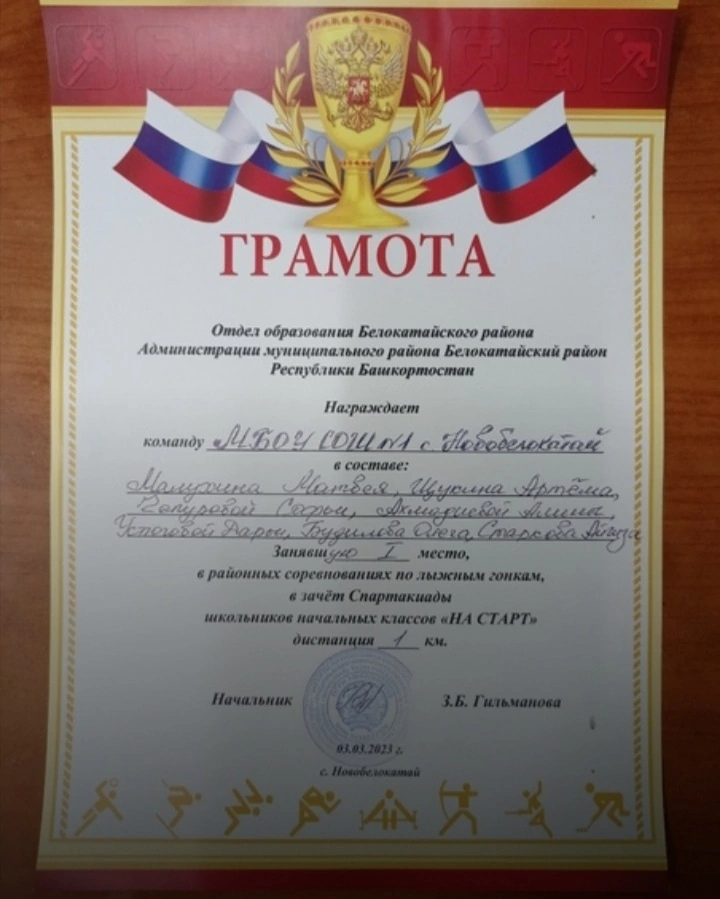 ГРАМОТА
Отдел образования Белокатайского района
Администрации муниципального района Белокатайский район
Республики Башкортостан
Награждает
команду МБОУ СОШ №1 с Новобелокатай
в составе:
Малухина Матвея, Щукина Артёма,
Софьи, Ахмадиевой Алины,
Дарьи, Будилова Олега, Старкова
Занявшую I место,
в районных соревнованиях по лыжным гонкам,
в зачёт Спартакиады
школьников начальных классов «НА СТАРТ»
дистанция 1 км.
Начальник З.Б. Гильманова
03.03.2023 г.
с. Новобелокатай